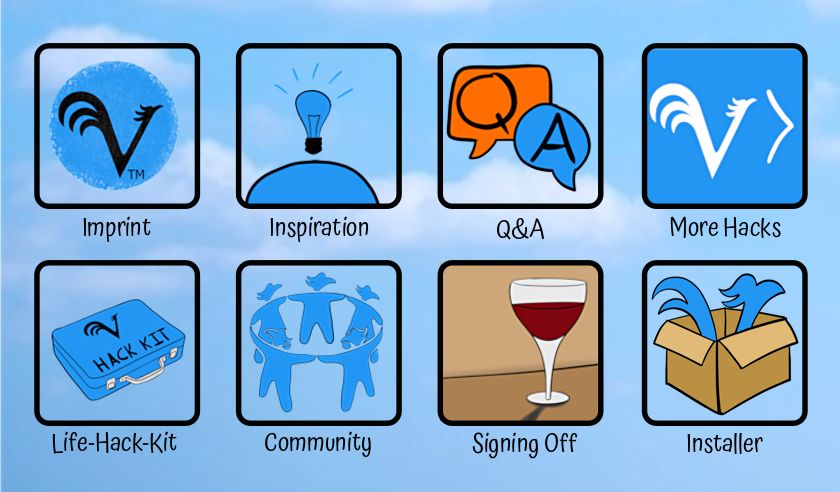 TM
Imprint
Inspiration
Q
A
Q&A
More Hacks
HACK KIT
Life-Hack-Kit
Community
Signing Off
Installer